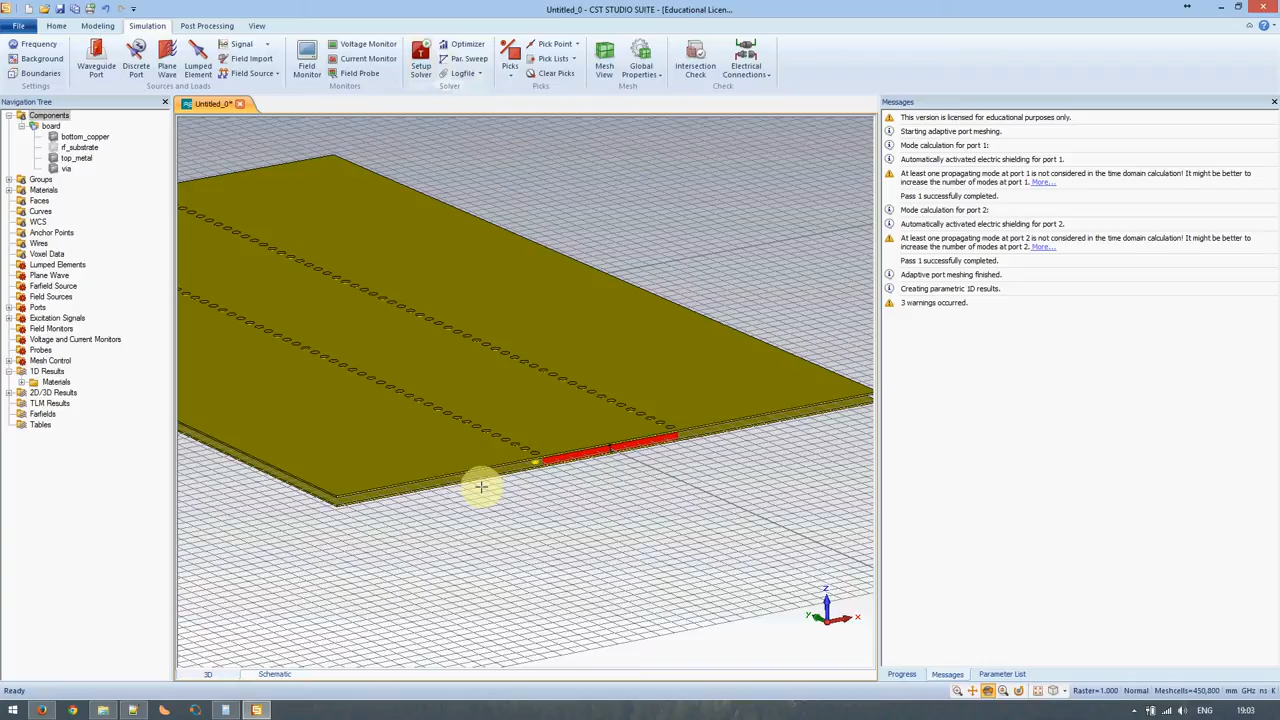 Untitled_0 - CST STUDIO SUITE - [Educational Licen...
File
Home
Modeling
Simulation
Post Processing
View
Frequency
Background
Boundaries
Settings
Waveguide
Port
Discrete
Port
Plane
Wave
Lumped
Element
Signal
Field Import
Field Source
Sources and Loads
Field
Monitor
Voltage Monitor
Current Monitor
Field Probe
Monitors
Setup
Solver
Optimizer
Par. Sweep
Logfile
Solver
Picks
Pick Point
Pick Lists
Clear Picks
Picks
Mesh
View
Global
Properties
Mesh
Intersection
Check
Electrical
Connections
Check
Navigation Tree
Components
board
bottom_copper
rf_substrate
top_metal
via
Groups
Materials
Faces
Curves
WCS
Anchor Points
Wires
Voxel Data
Lumped Elements
Plane Wave
Farfield Source
Field Sources
Ports
Excitation Signals
Field Monitors
Voltage and Current Monitors
Probes
Mesh Control
1D Results
Materials
2D/3D Results
TLM Results
Farfields
Tables
Untitled_0*
z
y
x
3D
Schematic
Messages
This version is licensed for educational purposes only.
Starting adaptive port meshing.
Mode calculation for port 1:
Automatically activated electric shielding for port 1.
At least one propagating mode at port 1 is not considered in the time domain calculation! It might be better to
increase the number of modes at port 1. More...
Pass 1 successfully completed.
Mode calculation for port 2:
Automatically activated electric shielding for port 2.
At least one propagating mode at port 2 is not considered in the time domain calculation! It might be better to
increase the number of modes at port 2. More...
Pass 1 successfully completed.
Adaptive port meshing finished.
Creating parametric 1D results.
3 warnings occurred.
Progress
Messages
Parameter List
Ready
Raster=1.000 Normal Meshcells=450,800 mm GHz ns K
ENG
19:03